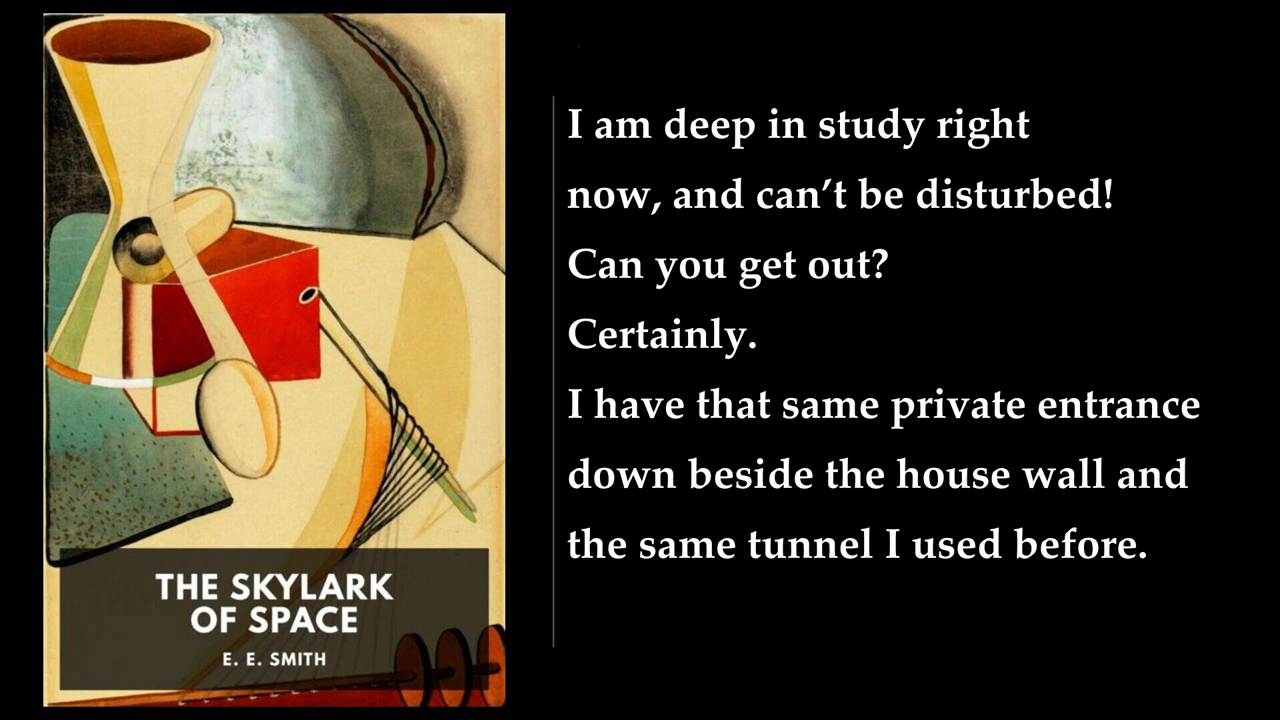 THE SKYLARK
OF SPACE
E. E. SMITH
I am deep in study right
now, and can’t be disturbed!
Can you get out?
Certainly.
I have that same private entrance
down beside the house wall and
the same tunnel I used before.